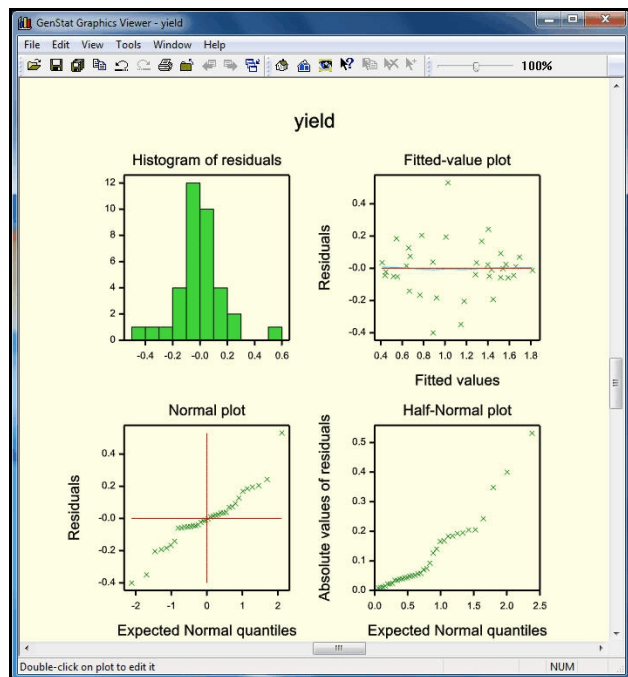 GenStat Graphics Viewer - yield
File Edit View Tools Window Help
100%
yield
Histogram of residuals
12
10
8
6
4
2
0
-0.4 -0.2 -0.0 0.2 0.4 0.6
Fitted-value plot
Residuals
0.4
0.2
-0.0
-0.2
-0.4
0.4 0.6 0.8 1.0 1.2 1.4 1.6 1.8
Fitted values
Normal plot
Residuals
0.4
0.2
-0.0
-0.2
-0.4
-2 -1 0 1 2
Expected Normal quantiles
Half-Normal plot
Absolute values of residuals
0.5
0.4
0.3
0.2
0.1
0.0
0.0 0.5 1.0 1.5 2.0 2.5
Expected Normal quantiles
Double-click on plot to edit it
NUM